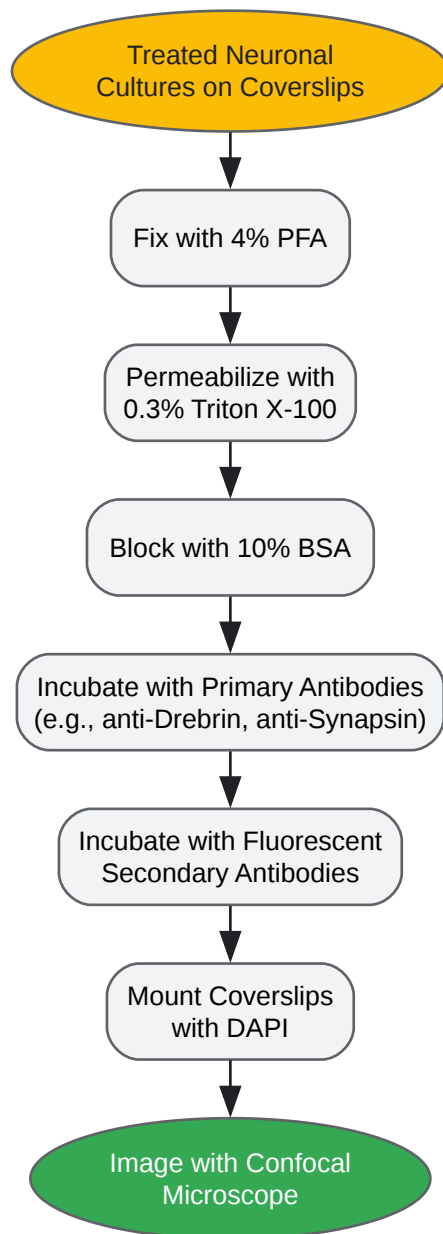 Treated Neuronal
Cultures on Coverslips
Fix with 4% PFA
Permeabilize with
0.3% Triton X-100
Block with 10% BSA
Incubate with Primary Antibodies
(e.g., anti-Drebrin, anti-Synapsin)
Incubate with Fluorescent
Secondary Antibodies
Mount Coverslips
with DAPI
Image with Confocal
Microscope